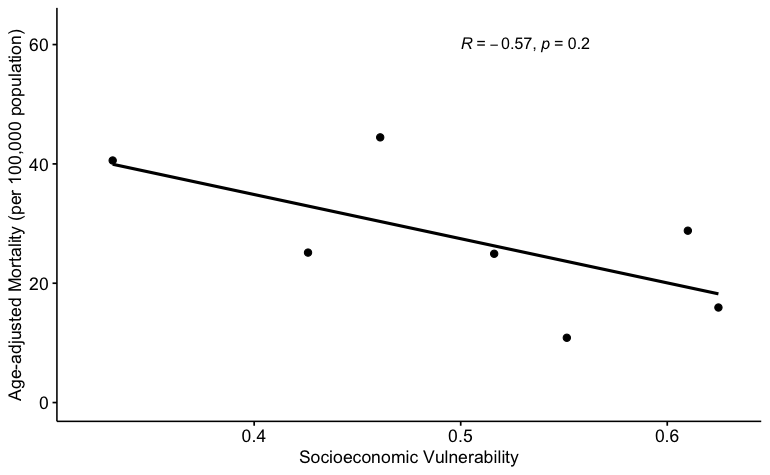 R = −0.57, p = 0.2
Age-adjusted Mortality (per 100,000 population)
60
40
20
0
0.4 0.5 0.6
Socioeconomic Vulnerability